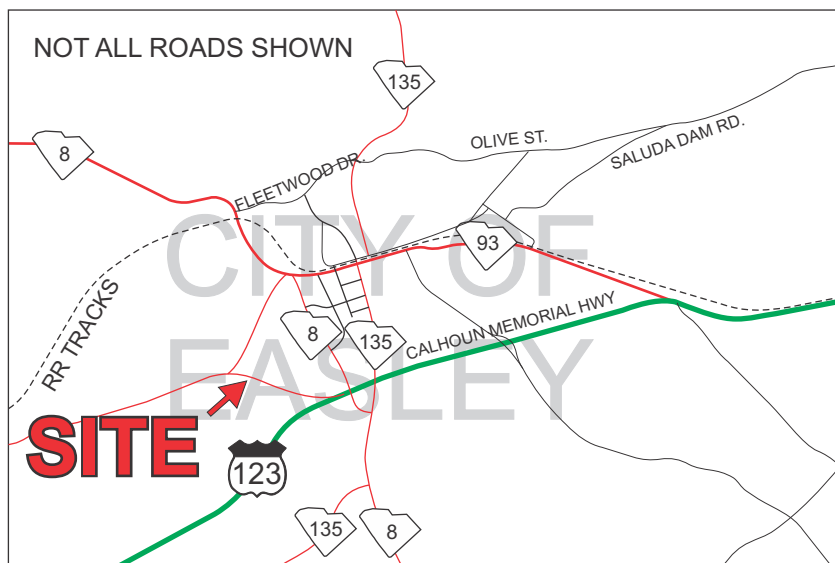 NOT ALL ROADS SHOWN
135
8
OLIVE ST.
SALUDA DAM RD.
FLEETWOOD DR.
CITY OF
93
RR TRACKS
8
135
CALHOUN MEMORIAL HWY
EASLEY
SITE
123
135
8